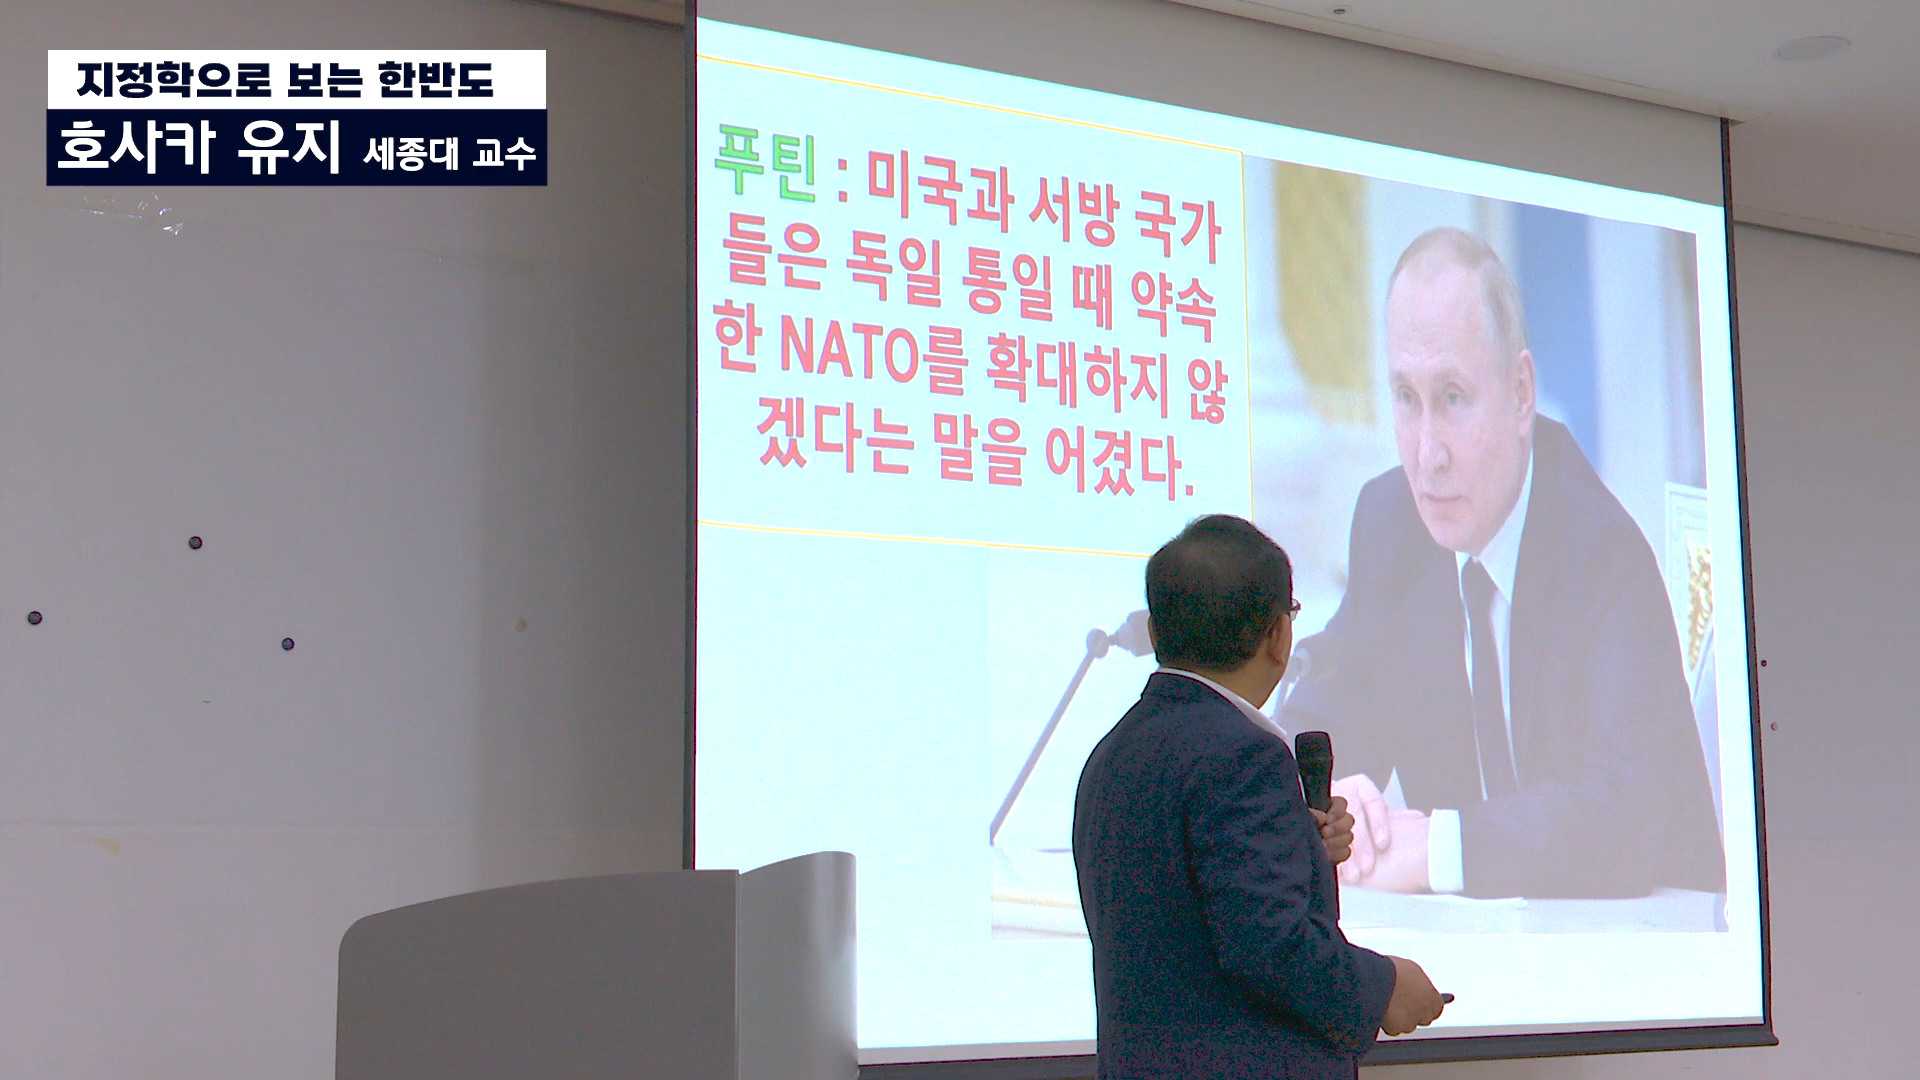 지정학으로 보는 한반도
호사카 유지 세종대 교수
푸틴 : 미국과 서방 국가
들은 독일 통일 때 약속
한 NATO를 확대하지 않
겠다는 말을 어겼다.